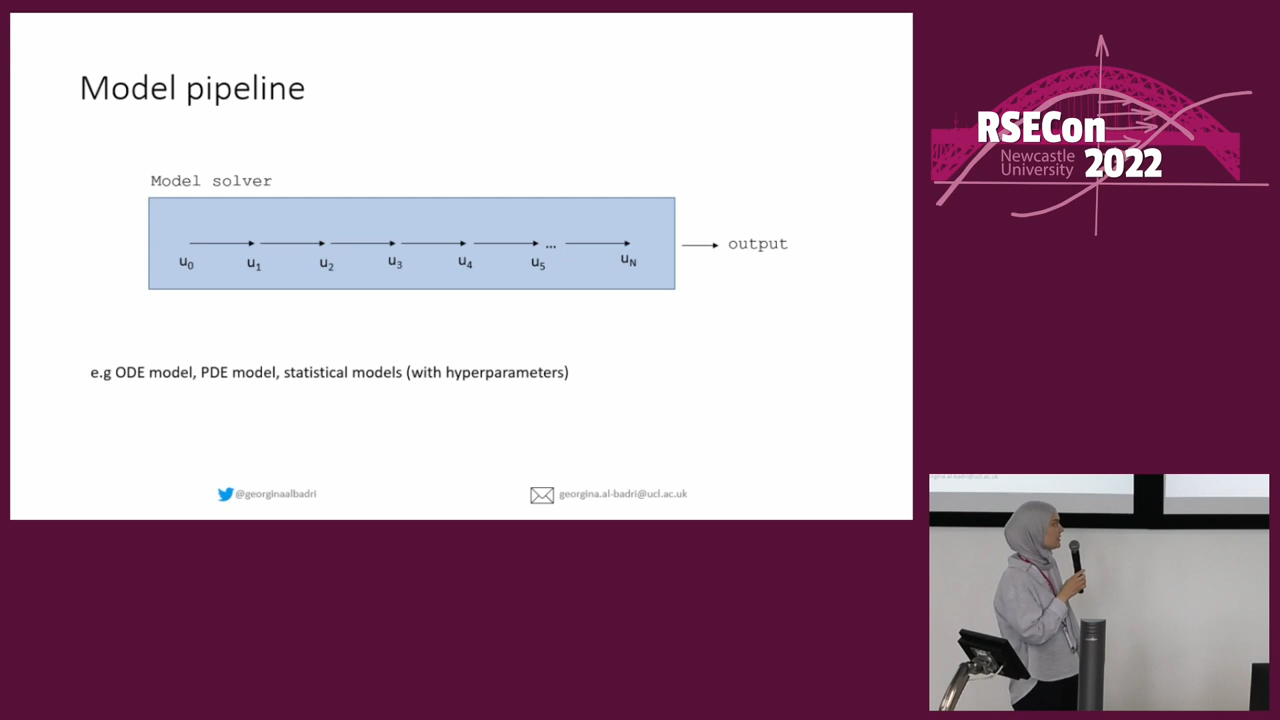 Model pipeline
Model solver
u0 u1 u2 u3 u4 u5 ... uN
output
e.g ODE model, PDE model, statistical models (with hyperparameters)
@georginaalbadri
georgina.al-badri@ucl.ac.uk
RSECon
Newcastle
University
2022